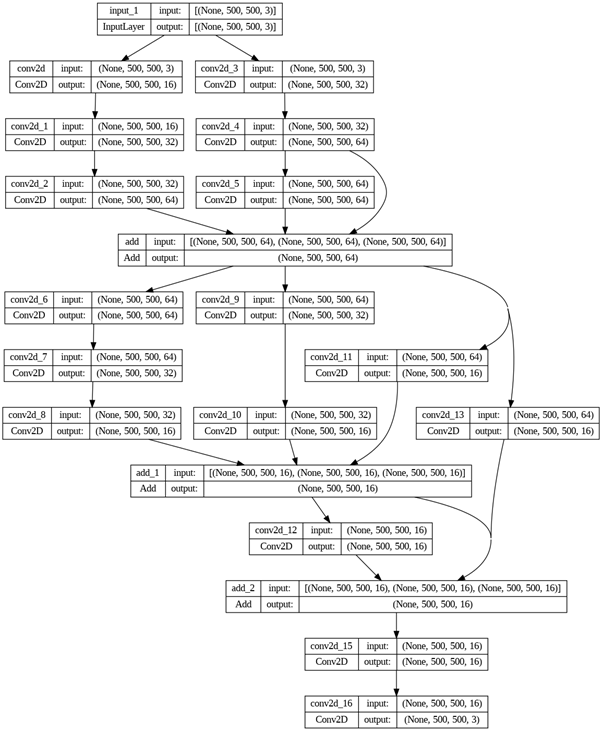 input_1 input: [(None, 500, 500, 3)]
InputLayer output: [(None, 500, 500, 3)]
conv2d input: (None, 500, 500, 3)
Conv2D output: (None, 500, 500, 16)
conv2d_3 input: (None, 500, 500, 3)
Conv2D output: (None, 500, 500, 32)
conv2d_1 input: (None, 500, 500, 16)
Conv2D output: (None, 500, 500, 32)
conv2d_4 input: (None, 500, 500, 32)
Conv2D output: (None, 500, 500, 64)
conv2d_2 input: (None, 500, 500, 32)
Conv2D output: (None, 500, 500, 64)
conv2d_5 input: (None, 500, 500, 64)
Conv2D output: (None, 500, 500, 64)
add input: [(None, 500, 500, 64), (None, 500, 500, 64), (None, 500, 500, 64)]
Add output: (None, 500, 500, 64)
conv2d_6 input: (None, 500, 500, 64)
Conv2D output: (None, 500, 500, 64)
conv2d_9 input: (None, 500, 500, 64)
Conv2D output: (None, 500, 500, 32)
conv2d_7 input: (None, 500, 500, 64)
Conv2D output: (None, 500, 500, 32)
conv2d_11 input: (None, 500, 500, 64)
Conv2D output: (None, 500, 500, 16)
conv2d_8 input: (None, 500, 500, 32)
Conv2D output: (None, 500, 500, 16)
conv2d_10 input: (None, 500, 500, 32)
Conv2D output: (None, 500, 500, 16)
conv2d_13 input: (None, 500, 500, 64)
Conv2D output: (None, 500, 500, 16)
add_1 input: [(None, 500, 500, 16), (None, 500, 500, 16), (None, 500, 500, 16)]
Add output: (None, 500, 500, 16)
conv2d_12 input: (None, 500, 500, 16)
Conv2D output: (None, 500, 500, 16)
add_2 input: [(None, 500, 500, 16), (None, 500, 500, 16), (None, 500, 500, 16)]
Add output: (None, 500, 500, 16)
conv2d_15 input: (None, 500, 500, 16)
Conv2D output: (None, 500, 500, 16)
conv2d_16 input: (None, 500, 500, 16)
Conv2D output: (None, 500, 500, 3)